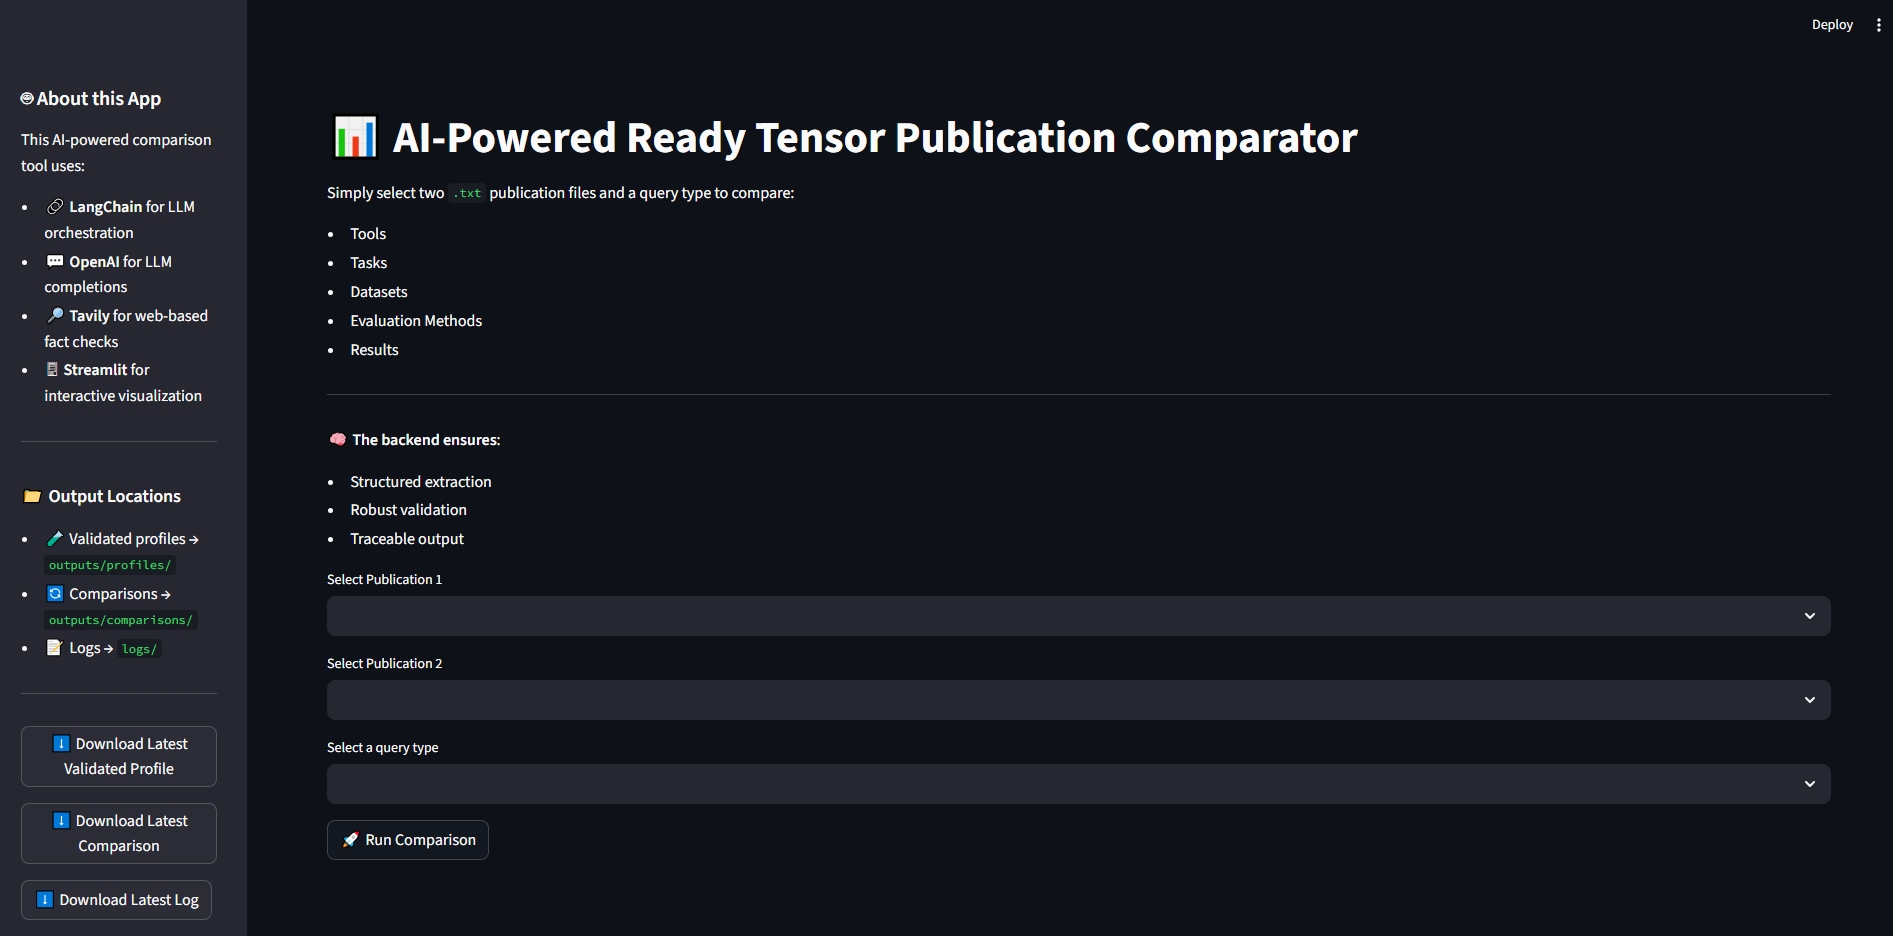 Deploy
About this App
This AI-powered comparison
tool uses:
LangChain for LLM
orchestration
OpenAI for LLM
completions
Tavily for web-based
fact checks
Streamlit for
interactive visualization
Output Locations
Validated profiles →
outputs/profiles/
Comparisons →
outputs/comparisons/
Logs → logs/
Download Latest
Validated Profile
Download Latest
Comparison
Download Latest Log
AI-Powered Ready Tensor Publication Comparator
Simply select two .txt publication files and a query type to compare:
Tools
Tasks
Datasets
Evaluation Methods
Results
The backend ensures:
Structured extraction
Robust validation
Traceable output
Select Publication 1
Select Publication 2
Select a query type
Run Comparison